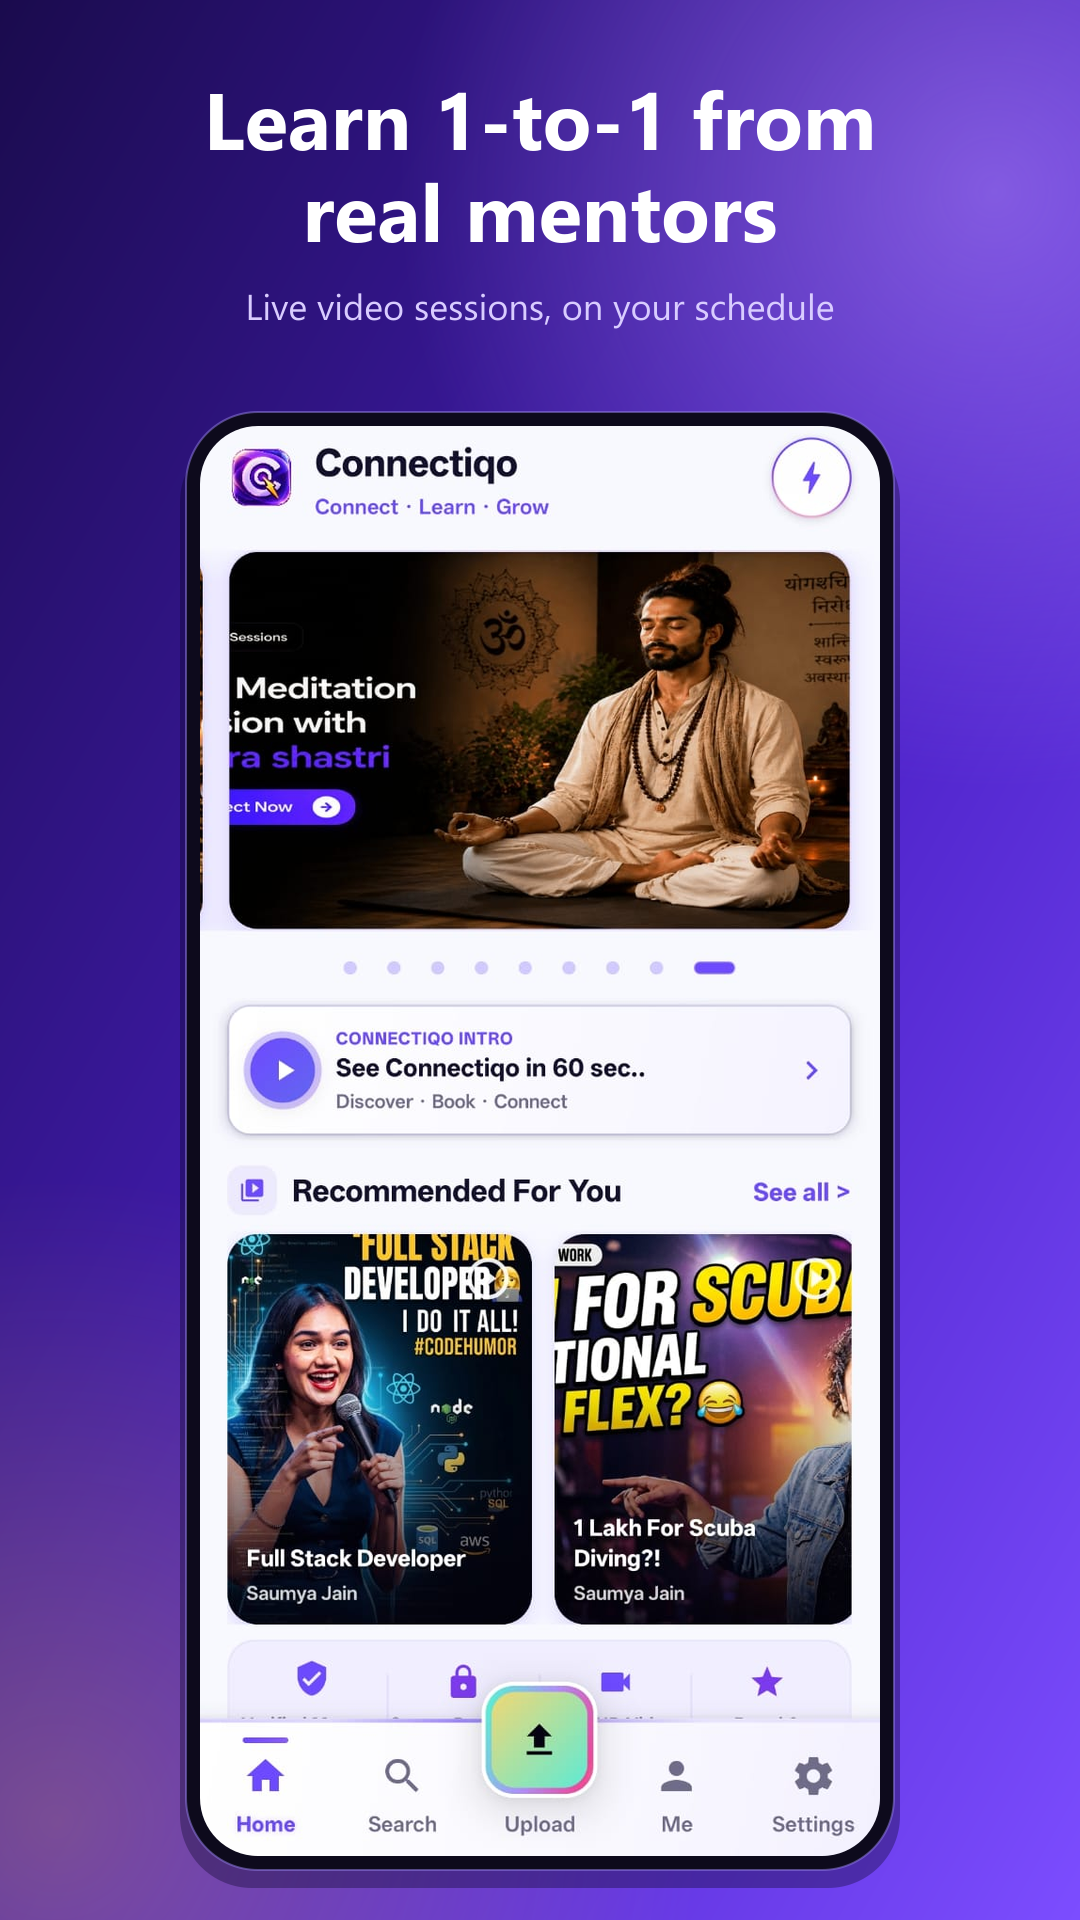 Learn 1-to-1 from
real mentors
Live video sessions, on your schedule
Connectiqo
Connect · Learn · Grow
Sessions
Meditation
sion with
ra shastri
ect Now
योगश्चि
निरो
शान्ति
स्वरू
अवस्था
CONNECTIQO INTRO
See Connectiqo in 60 sec..
Discover · Book · Connect
Recommended For You
See all >
"FULL STACK
DEVELOPER
I DO IT ALL!
#CODEHUMOR
node
python
SQL
SQL
aws
Full Stack Developer
Saumya Jain
WORK
FOR SCUBA
TIONAL
FLEX?😂
1 Lakh For Scuba
Diving?!
Saumya Jain
Home
Search
Upload
Me
Settings